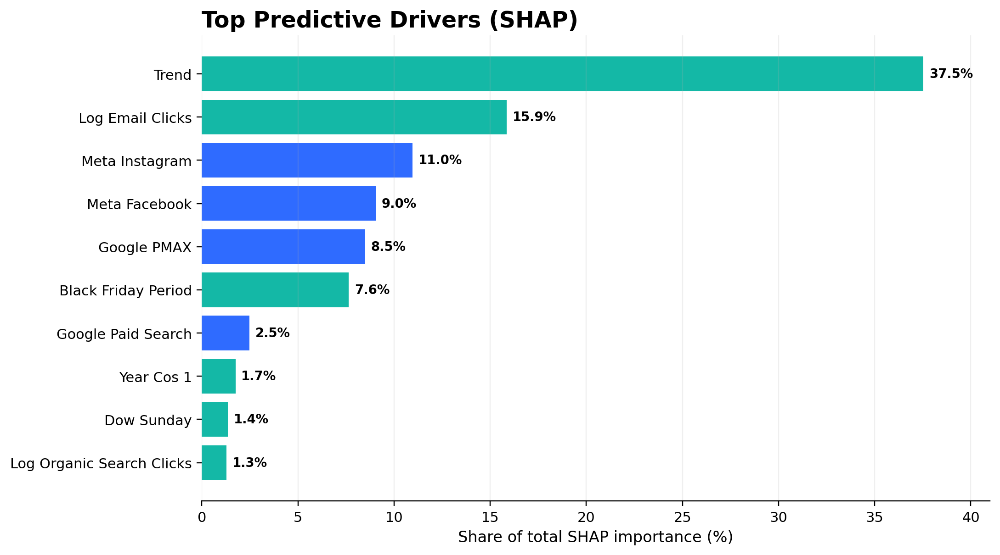 Top Predictive Drivers (SHAP)
Trend 37.5%
Log Email Clicks 15.9%
Meta Instagram 11.0%
Meta Facebook 9.0%
Google PMAX 8.5%
Black Friday Period 7.6%
Google Paid Search 2.5%
Year Cos 1 1.7%
Dow Sunday 1.4%
Log Organic Search Clicks 1.3%
0 5 10 15 20 25 30 35 40
Share of total SHAP importance (%)